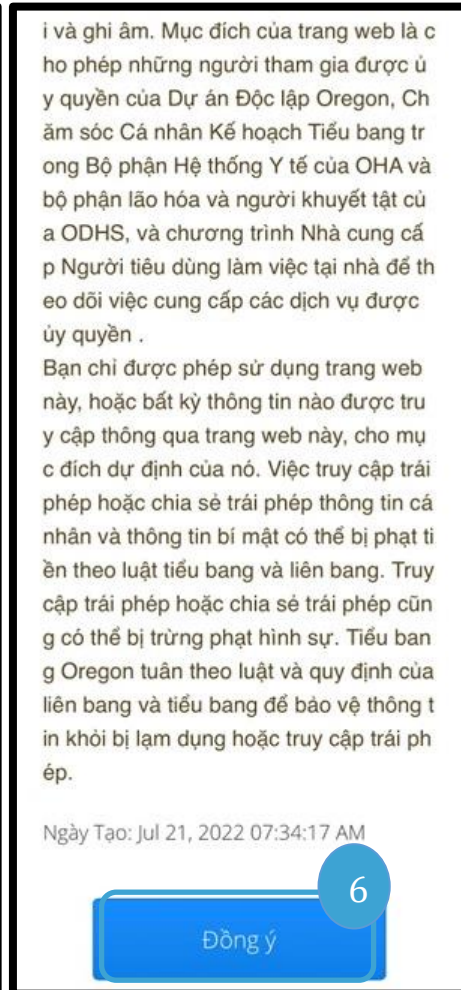 i và ghi âm. Mục đích của trang web là c
ho phép những người tham gia được ủ
y quyền của Dự án Độc lập Oregon, Ch
ăm sóc Cá nhân Kế hoạch Tiểu bang tr
ong Bộ phận Hệ thống Y tế của OHA và
bộ phận lão hóa và người khuyết tật củ
a ODHS, và chương trình Nhà cung cấ
p Người tiêu dùng làm việc tại nhà để th
eo dõi việc cung cấp các dịch vụ được
ủy quyền .
Bạn chỉ được phép sử dụng trang web
này, hoặc bất kỳ thông tin nào được tru
y cập thông qua trang web này, cho mụ
c đích dự định của nó. Việc truy cập trái
phép hoặc chia sẻ trái phép thông tin cá
nhân và thông tin bí mật có thể bị phạt ti
ền theo luật tiểu bang và liên bang. Truy
cập trái phép hoặc chia sẻ trái phép cũn
g có thể bị trừng phạt hình sự. Tiểu ban
g Oregon tuân theo luật và quy định của
liên bang và tiểu bang để bảo vệ thông t
in khỏi bị lạm dụng hoặc truy cập trái ph
ép.
Ngày Tạo: Jul 21, 2022 07:34:17 AM
6
Đồng ý